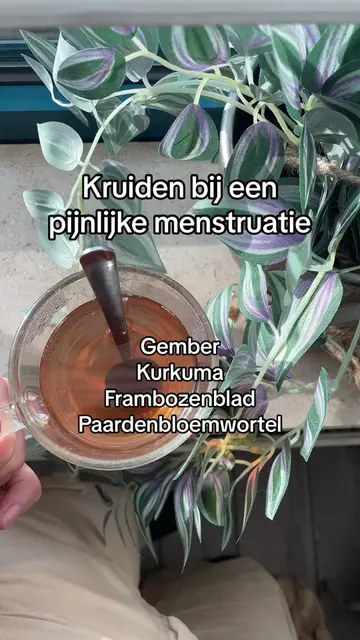 Kruiden bij een
pijnlijke menstruatie
Gember
Kurkuma
Frambozenblad
Paardenbloemwortel